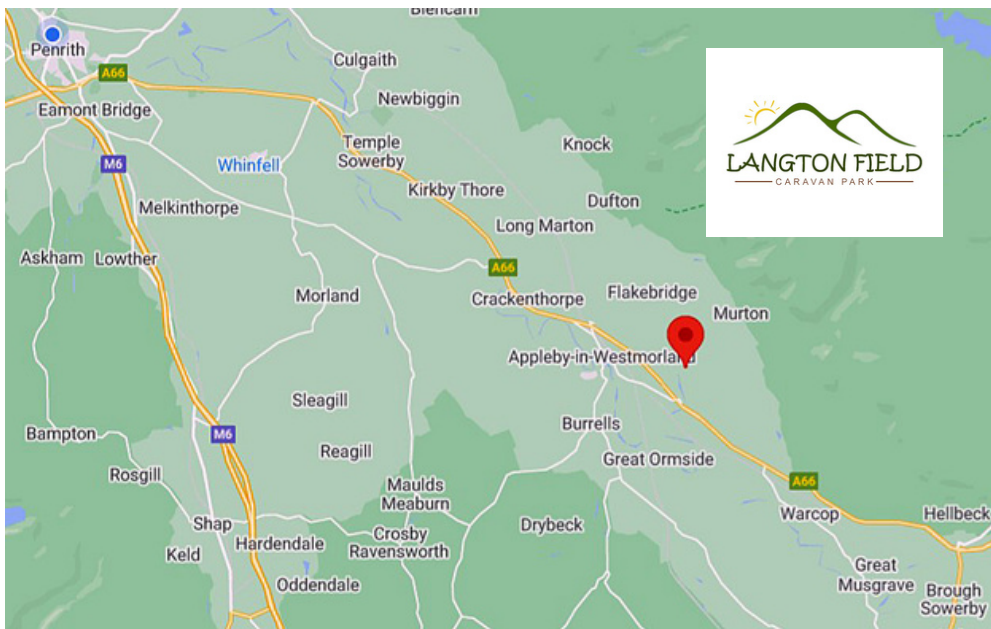 Blencarn
Penrith
Culgaith
A66
Newbiggin
Eamont Bridge
LANGTON FIELD
CARAVAN PARK
Temple
Sowerby
Knock
M6
Whinfell
Kirkby Thore
Dufton
Melkinthorpe
Long Marton
Askham
Lowther
A66
Morland
Crackenthorpe
Flakebridge
Murton
Appleby-in-Westmorland
Sleagill
Burrells
Bampton
M6
Reagill
Great Ormside
Rosgill
Maulds
Meaburn
A66
Warcop
Hellbeck
Shap
Crosby
Ravensworth
Drybeck
Keld
Hardendale
Oddendale
Great
Musgrave
Brough
Sowerby